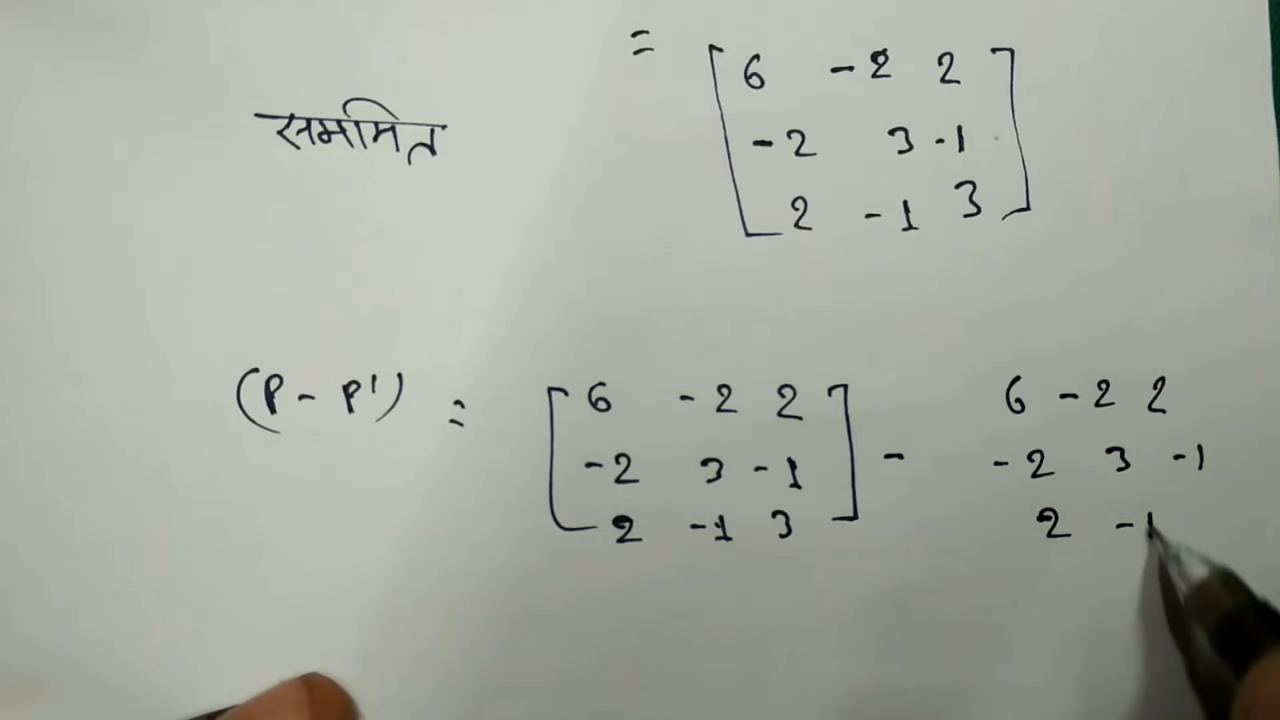 = [ 6 -2 2
सममित -2 3 -1
2 -1 3 ]
(P - P') = [ 6 -2 2 ] - 6 -2 2
-2 3 -1 -2 3 -1
2 -1 3 2 -1